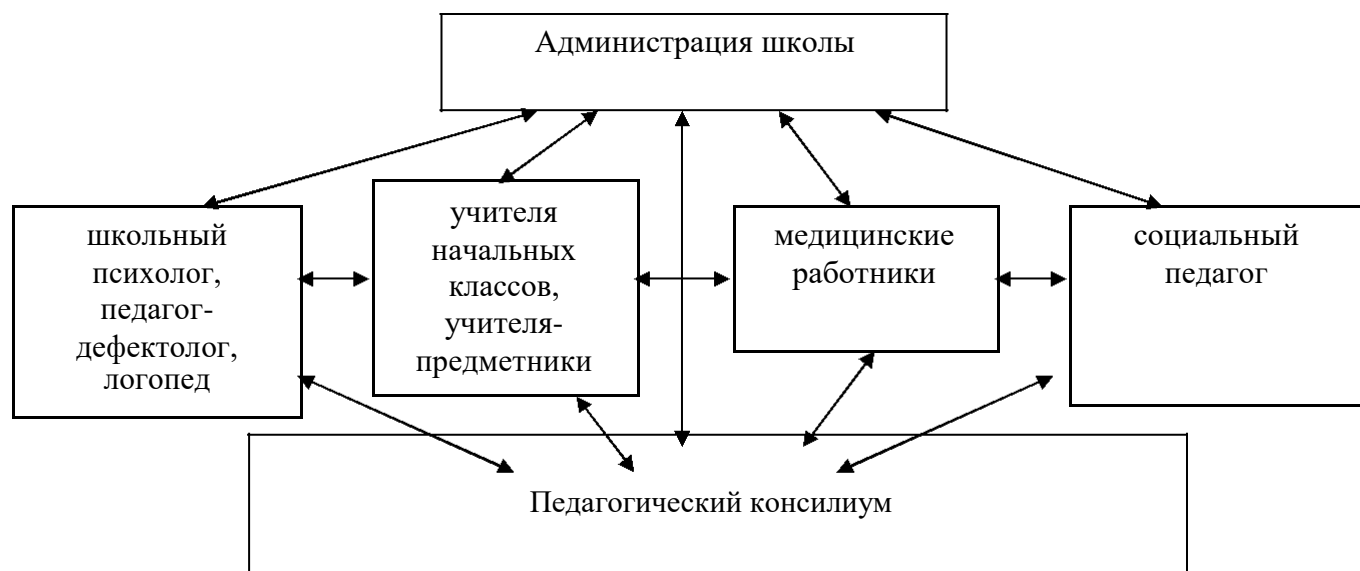 Администрация школы
школьный
психолог,
педагог-
дефектолог,
логопед
учителя
начальных
классов,
учителя-
предметники
медицинские
работники
социальный
педагог
Педагогический консилиум